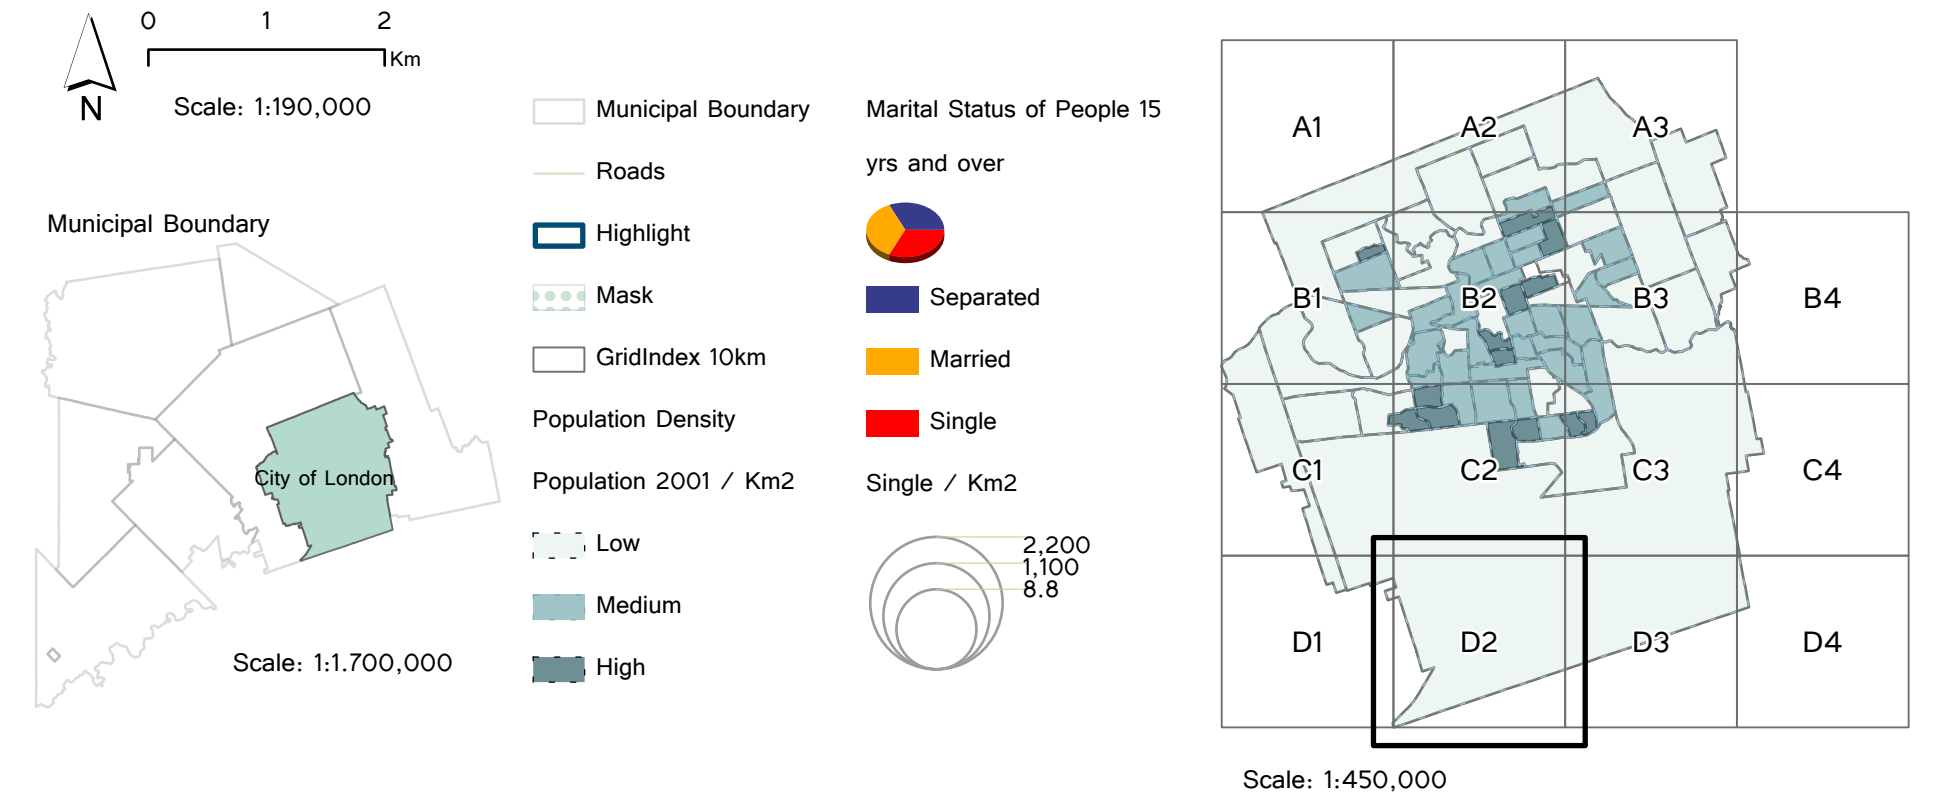 0 1 2
Km
N
Scale: 1:190,000
Municipal Boundary
City of London
Scale: 1:1.700,000
Municipal Boundary
Roads
Highlight
Mask
GridIndex 10km
Population Density
Population 2001 / Km2
Low
Medium
High
Marital Status of People 15
yrs and over
Separated
Married
Single
Single / Km2
2,200
1,100
8.8
A1 A2 A3
B1 B2 B3 B4
C1 C2 C3 C4
D1 D2 D3 D4
Scale: 1:450,000